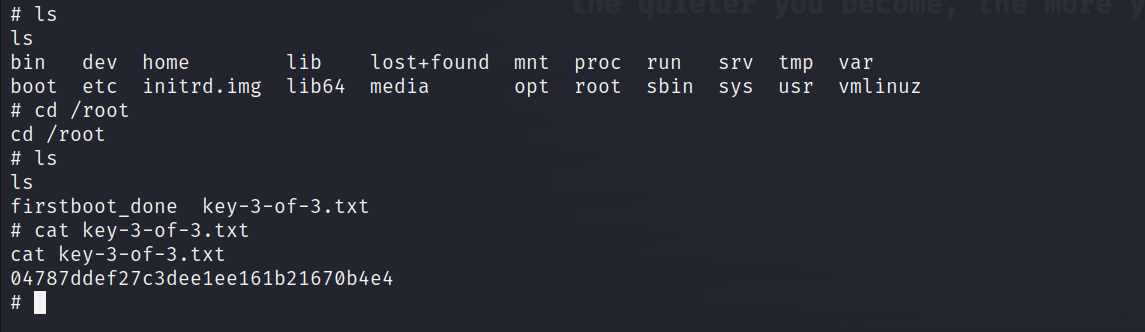 the quieter you become, the more y
# ls
ls
bin   dev  home        lib    lost+found  mnt  proc  run   srv  tmp  var
boot  etc  initrd.img  lib64  media       opt  root  sbin  sys  usr  vmlinuz
# cd /root
cd /root
# ls
ls
firstboot_done  key-3-of-3.txt
# cat key-3-of-3.txt
cat key-3-of-3.txt
04787ddef27c3dee1ee161b21670b4e4
#